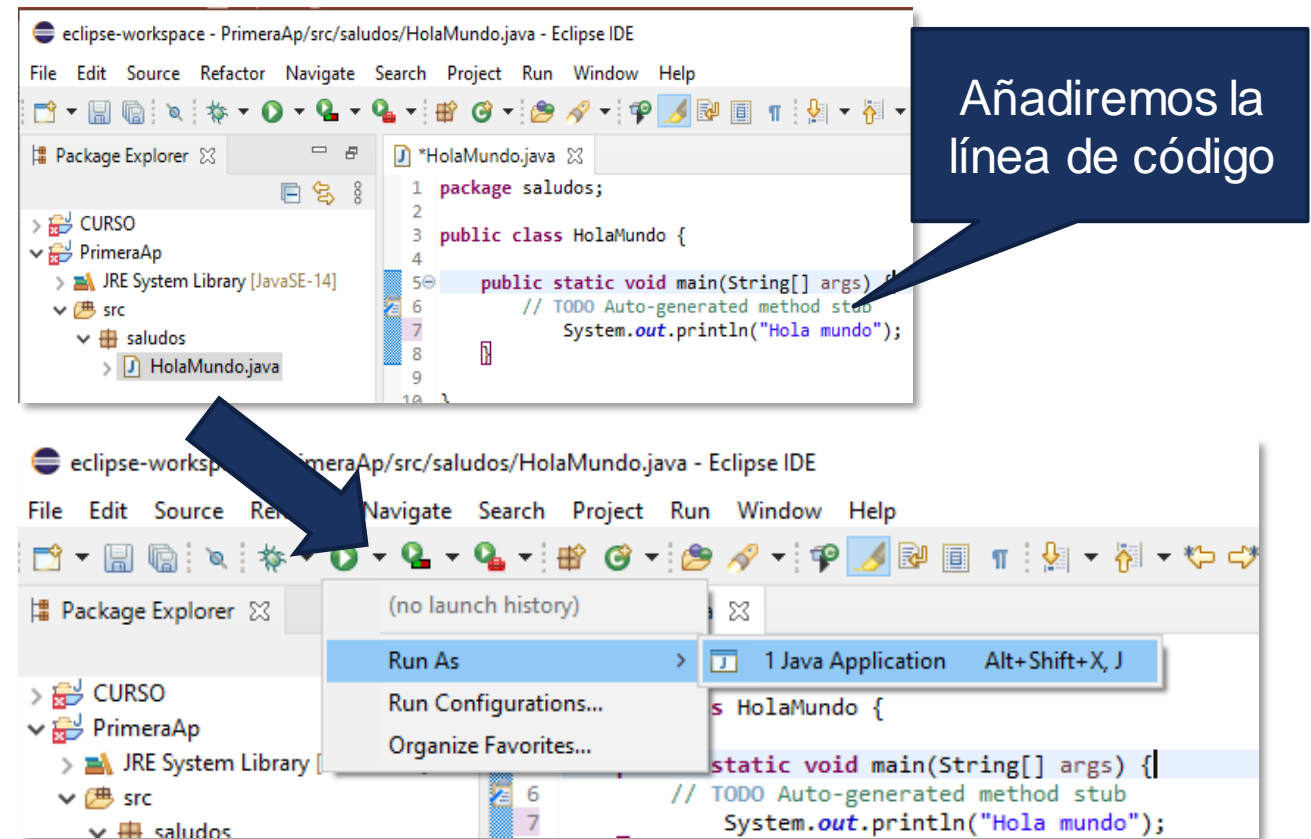 eclipse-workspace - PrimeraAp/src/saludos/HolaMundo.java - Eclipse IDE
File Edit Source Refactor Navigate Search Project Run Window Help
Añadiremos la
línea de código
Package Explorer
*HolaMundo.java
CURSO
PrimeraAp
JRE System Library [JavaSE-14]
src
saludos
HolaMundo.java
1 package saludos;
2
3 public class HolaMundo {
4
5 public static void main(String[] args) {
6 // TODO Auto-generated method stub
7 System.out.println("Hola mundo");
8 }
9
10 }
eclipse-worksp meraAp/src/saludos/HolaMundo.java - Eclipse IDE
File Edit Source Re Navigate Search Project Run Window Help
Package Explorer
(no launch history)
Run As > 1 Java Application Alt+Shift+X, J
Run Configurations...
Organize Favorites...
CURSO
PrimeraAp
JRE System Library [
src
saludos
s HolaMundo {
static void main(String[] args) {
6 // TODO Auto-generated method stub
7 System.out.println("Hola mundo");